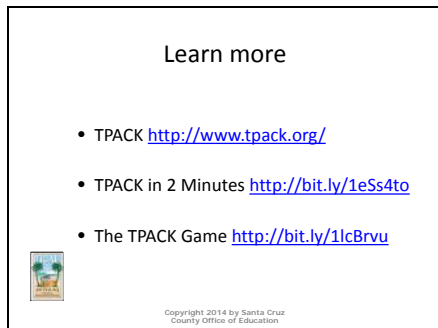 Learn more
• TPACK http://www.tpack.org/
• TPACK in 2 Minutes http://bit.ly/1eSs4to
• The TPACK Game http://bit.ly/1lcBrvu
Copyright 2014 by Santa Cruz
County Office of Education